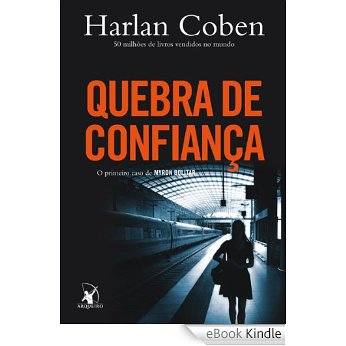 Harlan Coben
50 milhões de livros vendidos no mundo
QUEBRA DE
CONFIANÇA
O primeiro caso de MYRON BOLITAR
ARQUEIRO
eBook Kindle